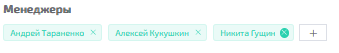 Менеджеры
Андрей Тараненко × Алексей Кукушкин × Никита Гущин × +